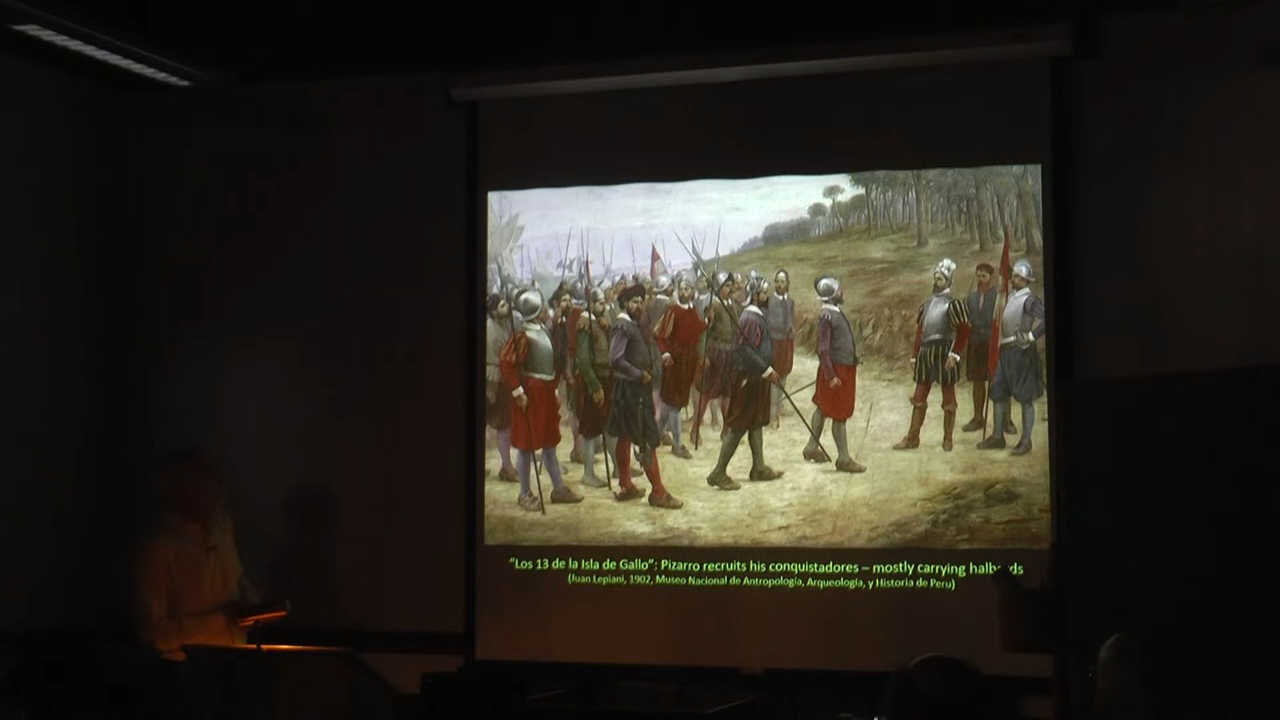 "Los 13 de la Isla de Gallo": Pizarro recruits his conquistadores – mostly carrying
(Juan Lepiani, 1902, Museo Nacional de Antropología, Arqueología, y Historia de Peru)